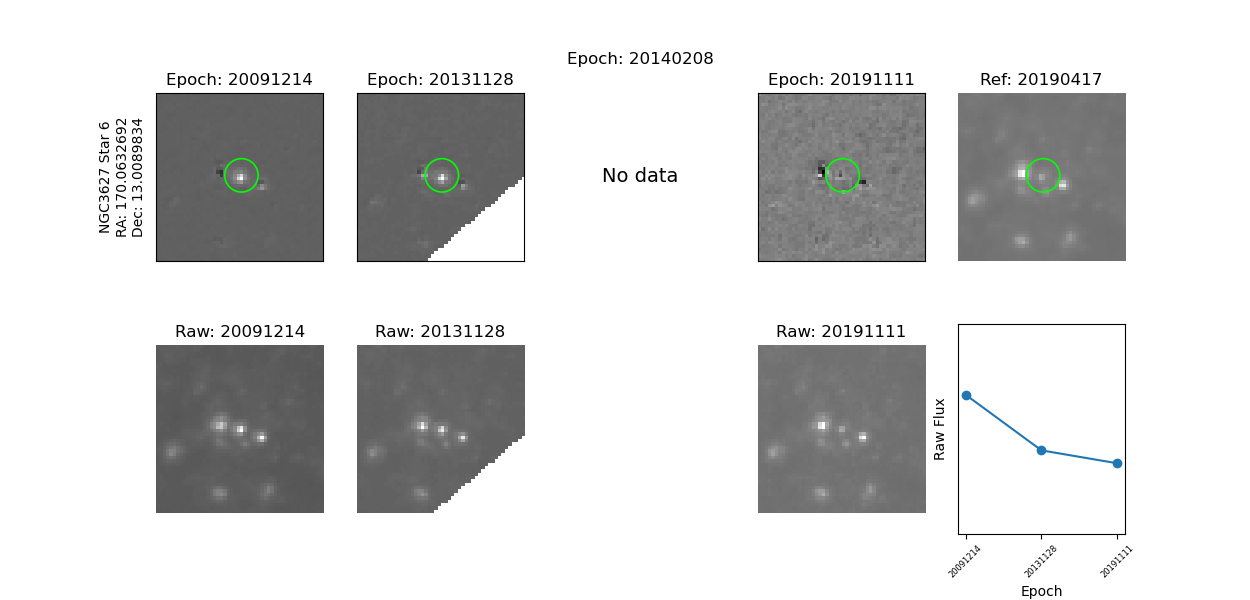 Epoch: 20140208
Epoch: 20091214
Epoch: 20131128
Epoch: 20191111
Ref: 20190417
NGC3627 Star 6
RA: 170.0632692
Dec: 13.0089834
No data
Raw: 20091214
Raw: 20131128
Raw: 20191111
Raw Flux
20091214
20131128
20191111
Epoch